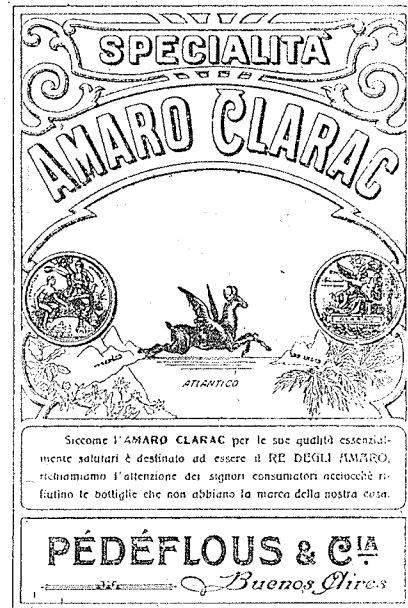 SPECIALITÀ
AMARO CLARAC
ATLANTICO
Siccome l'AMARO CLARAC per le sue qualità essenzial-
mente salutari è destinato ad essere il RE DEGLI AMARO,
richiamiamo l'attenzione dei signori consumatori acciocchè ri-
fiutino le bottiglie che non abbiano la marca della nostra casa.
PÉDÉFLOUS & CIA
Buenos Aires